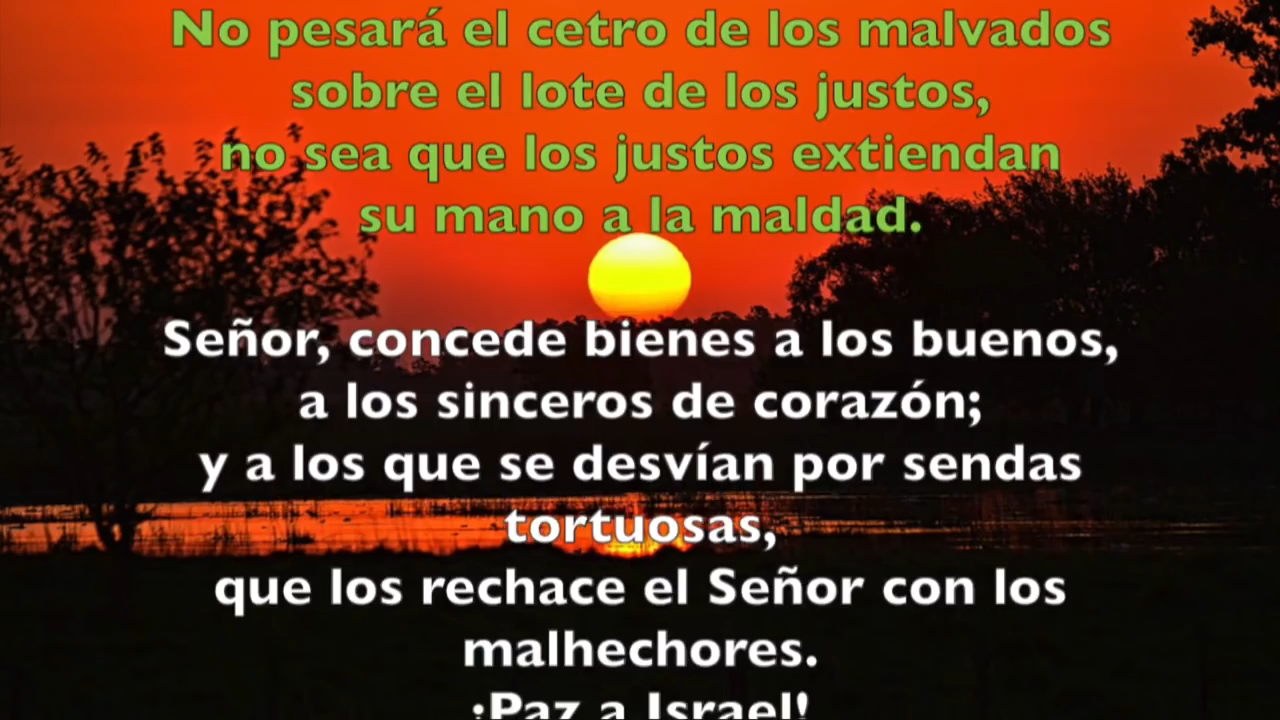 No pesará el cetro de los malvados
sobre el lote de los justos,
no sea que los justos extiendan
su mano a la maldad.
Señor, concede bienes a los buenos,
a los sinceros de corazón;
y a los que se desvían por sendas
tortuosas,
que los rechace el Señor con los
malhechores.
¡Paz a Israel!